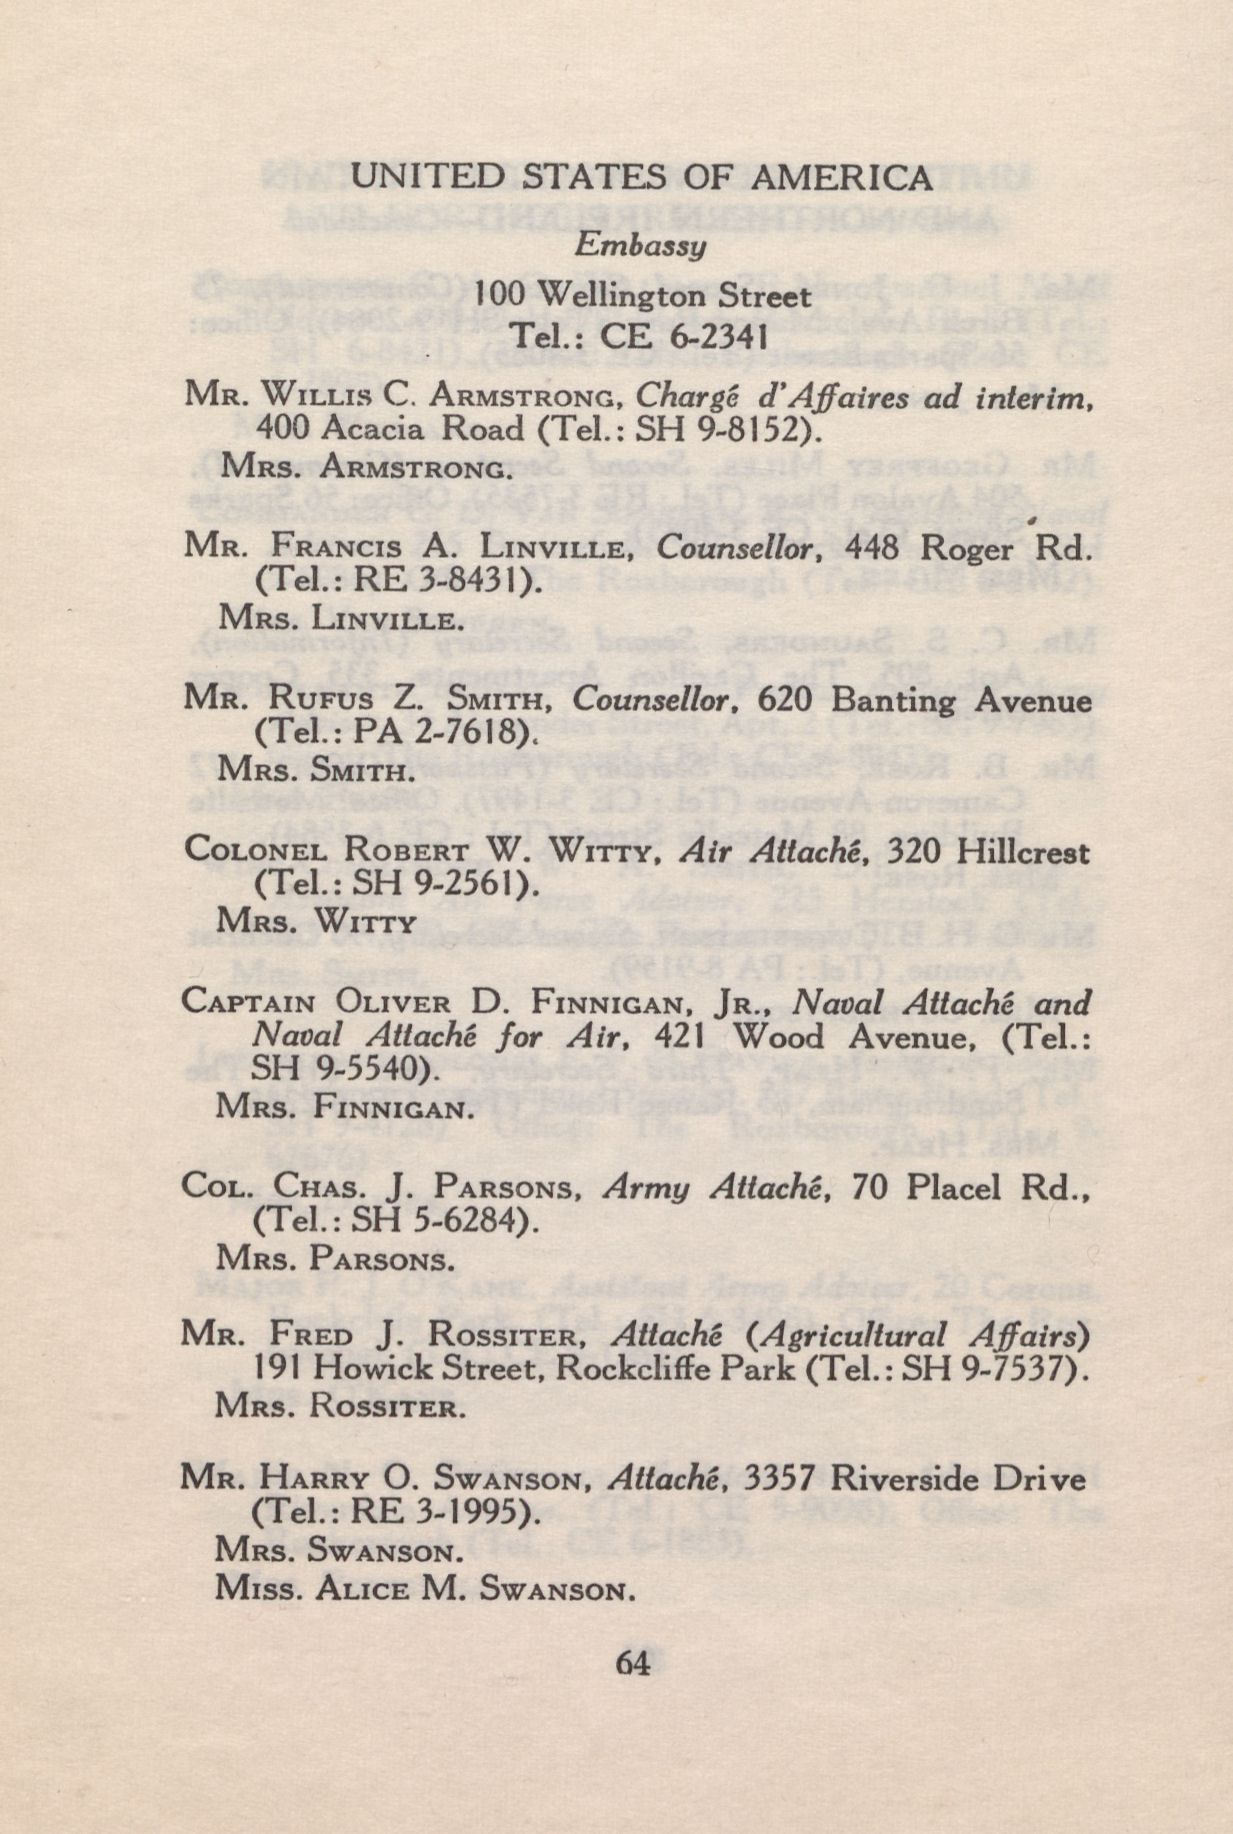 UNITED STATES OF AMERICA
Embassy
100 Wellington Street
Tel.: CE 6-2341
MR. WILLIS C. ARMSTRONG, Chargé d'Affaires ad interim,
400 Acacia Road (Tel.: SH 9-8152).
MRS. ARMSTRONG.
MR. FRANCIS A. LINVILLE, Counsellor, 448 Roger Rd.
(Tel.: RE 3-8431).
MRS. LINVILLE.
MR. RUFUS Z. SMITH, Counsellor, 620 Banting Avenue
(Tel.: PA 2-7618).
MRS. SMITH.
COLONEL ROBERT W. WITTY, Air Attaché, 320 Hillcrest
(Tel.: SH 9-2561).
MRS. WITTY
CAPTAIN OLIVER D. FINNIGAN, JR., Naval Attaché and
Naval Attaché for Air, 421 Wood Avenue, (Tel.:
SH 9-5540).
MRS. FINNIGAN.
COL. CHAS. J. PARSONS, Army Attaché, 70 Placel Rd.,
(Tel.: SH 5-6284).
MRS. PARSONS.
MR. FRED J. ROSSITER, Attaché (Agricultural Affairs)
191 Howick Street, Rockcliffe Park (Tel.: SH 9-7537).
MRS. ROSSITER.
MR. HARRY O. SWANSON, Attaché, 3357 Riverside Drive
(Tel.: RE 3-1995).
MRS. SWANSON.
MISS. ALICE M. SWANSON.
64